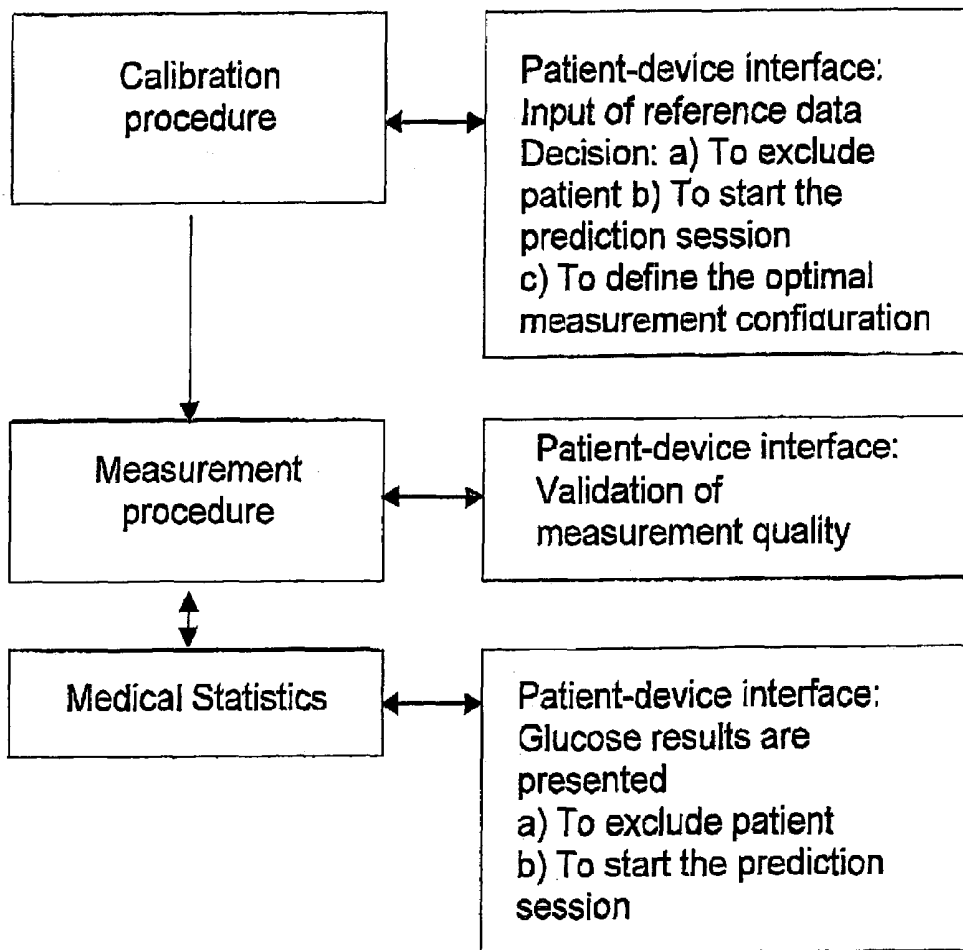 Calibration
procedure
Patient-device interface:
Input of reference data
Decision: a) To exclude
patient b) To start the
prediction session
c) To define the optimal
measurement configuration
Measurement
procedure
Patient-device interface:
Validation of
measurement quality
Medical Statistics
Patient-device interface:
Glucose results are
presented
a) To exclude patient
b) To start the prediction
session